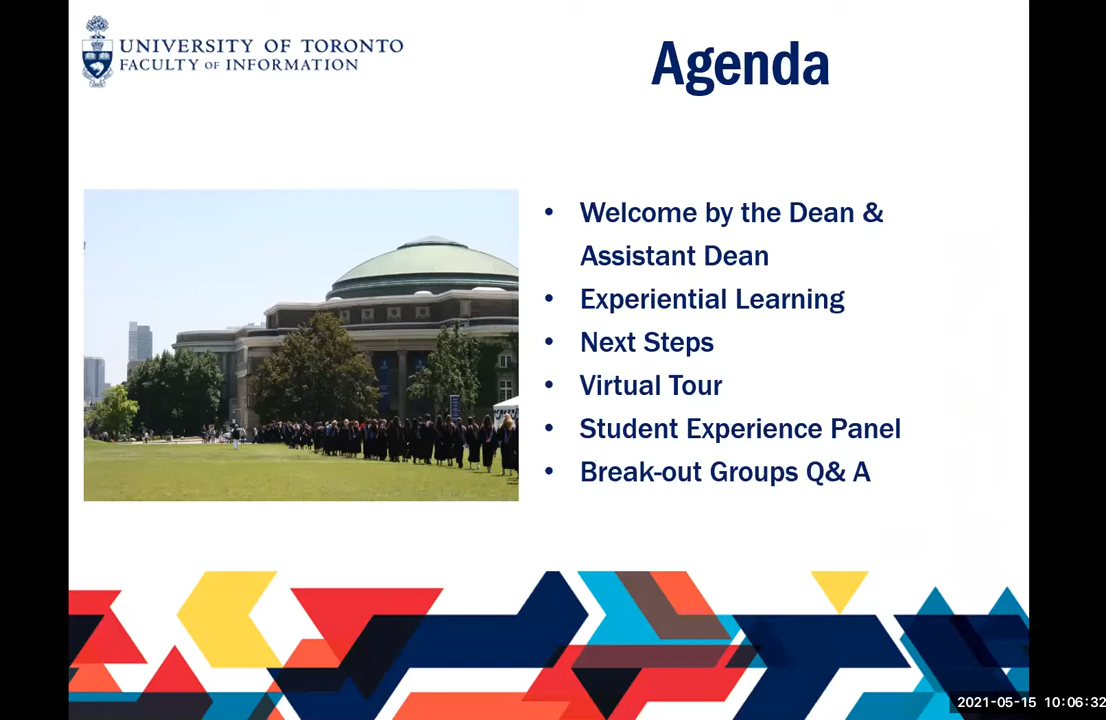 UNIVERSITY OF TORONTO
FACULTY OF INFORMATION
Agenda
• Welcome by the Dean &
Assistant Dean
• Experiential Learning
• Next Steps
• Virtual Tour
• Student Experience Panel
• Break-out Groups Q& A
2021-05-15 10:06:32